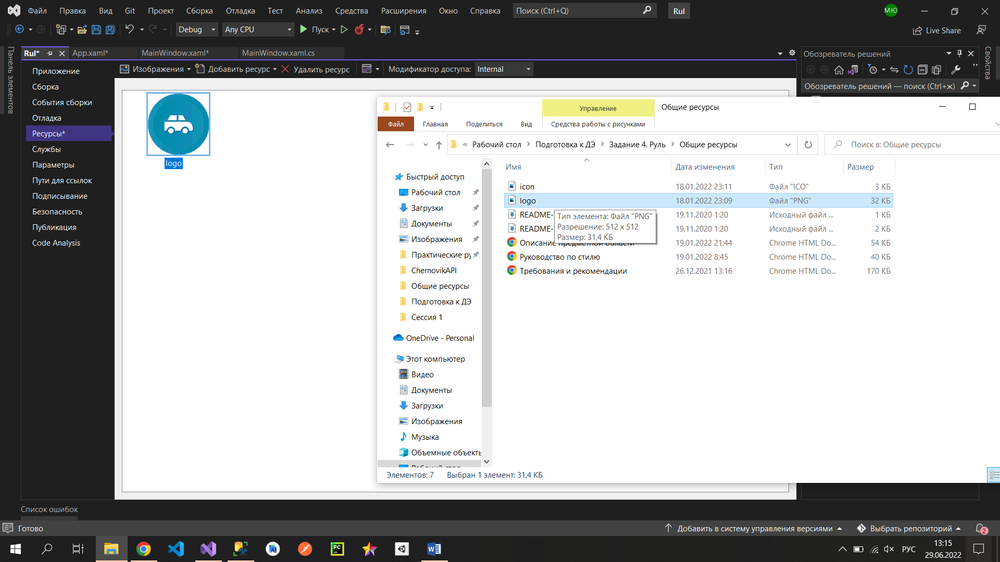 Файл Правка Вид Git Проект Сборка Отладка Тест Анализ Средства Расширения Окно Справка Поиск (Ctrl+Q) Rul МЮ
Debug Any CPU Пуск Live Share
Панель элементов
Rul* App.xaml* MainWindow.xaml* MainWindow.xaml.cs
Изображения Добавить ресурс Удалить ресурс Модификатор доступа: Internal
Приложение
Сборка
События сборки
Отладка
Ресурсы*
Службы
Параметры
Пути для ссылок
Подписывание
Безопасность
Публикация
Code Analysis
logo
Обозреватель решений
Обозреватель решений — поиск (Ctrl+ж)
Свойства
Управление Общие ресурсы
Файл Главная Поделиться Вид Средства работы с рисунками
« Рабочий стол Подготовка к ДЭ Задание 4. Руль Общие ресурсы Поиск в: Общие ресурсы
Быстрый доступ
Рабочий стол
Загрузки
Документы
Изображения
Практические ру
ChernovikAPI
Общие ресурсы
Подготовка к ДЭ
Сессия 1
OneDrive - Personal
Этот компьютер
Видео
Документы
Загрузки
Изображения
Музыка
Объемные объекты
Имя Дата изменения Тип Размер
icon 18.01.2022 23:11 Файл "ICO" 3 КБ
logo 18.01.2022 23:09 Файл "PNG" 32 КБ
README- 19.11.2020 1:20 Исходный файл ... 1 КБ
README- 19.11.2020 1:20 Исходный файл ... 2 КБ
Описание предметной области 19.01.2022 21:44 Chrome HTML Do... 54 КБ
Руководство по стилю 19.01.2022 8:45 Chrome HTML Do... 40 КБ
Требования и рекомендации 26.12.2021 13:16 Chrome HTML Do... 170 КБ
Тип элемента: Файл "PNG"
Разрешение: 512 x 512
Размер: 31,4 КБ
Элементов: 7 Выбран 1 элемент: 31,4 КБ
Список ошибок
Готово Добавить в систему управления версиями Выбрать репозиторий 2
PC
РУС 13:15
29.06.2022